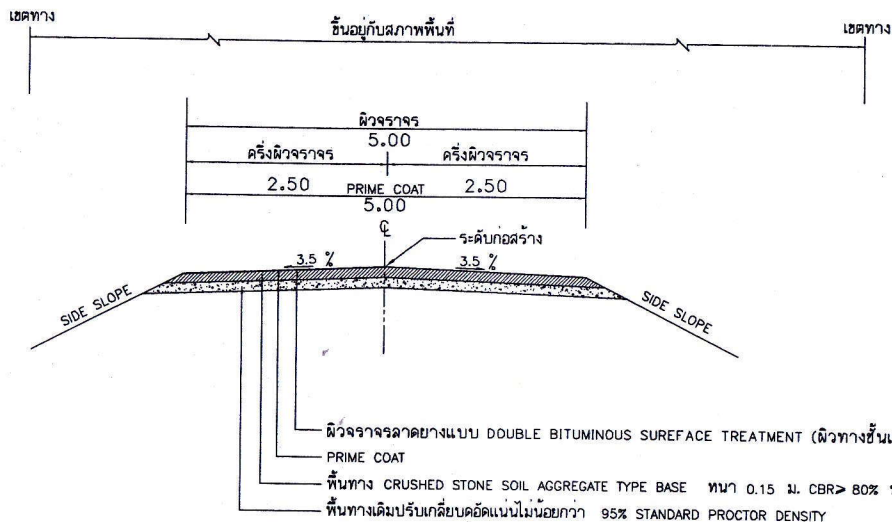 เขตทาง ขึ้นอยู่กับสภาพพื้นที่ เขตทาง
ผิวจราจร
5.00
ครึ่งผิวจราจร ครึ่งผิวจราจร
2.50 PRIME COAT 2.50
5.00
℄
ระดับก่อสร้าง
3.5 % 3.5 %
SIDE SLOPE SIDE SLOPE
ผิวจราจรลาดยางแบบ DOUBLE BITUMINOUS SUREFACE TREATMENT (ผิวทางชั้น
PRIME COAT
พื้นทาง CRUSHED STONE SOIL AGGREGATE TYPE BASE หนา 0.15 ม. CBR> 80%
พื้นทางเดิมปรับเกลี่ยบดอัดแน่นไม่น้อยกว่า 95% STANDARD PROCTOR DENSITY